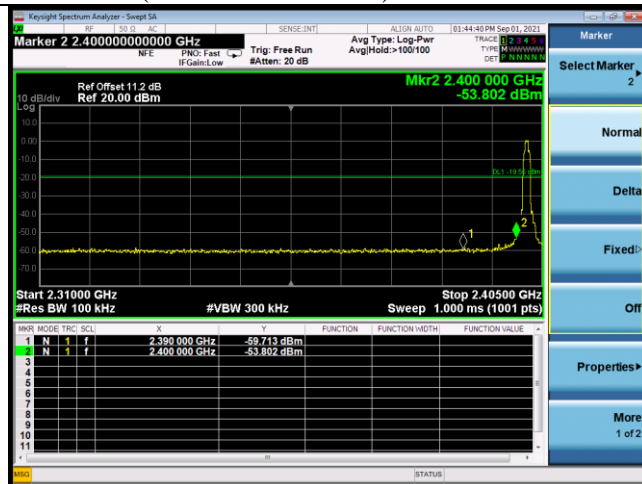 Keysight Spectrum Analyzer - Swept SA
RF 50 Ω AC SENSE:INT ALIGN AUTO 01:44:40 PM Sep 01, 2021
Marker 2 2.400000000000 GHz
NFE PNO: Fast Trig: Free Run Avg Type: Log-Pwr TRACE 1 2 3 4 5 6
IFGain:Low #Atten: 20 dB Avg|Hold:>100/100 TYPE M
DET P N N N N N
Mkr2 2.400 000 GHz
-53.802 dBm
Ref Offset 11.2 dB
10 dB/div Ref 20.00 dBm
Log
10.0
0.00
-10.0
-20.0
DL1 -19.56 dBm
-30.0
-40.0
-50.0
-60.0
-70.0
1
2
Start 2.31000 GHz Stop 2.40500 GHz
#Res BW 100 kHz #VBW 300 kHz Sweep 1.000 ms (1001 pts)
MKR MODE TRC SCL X Y FUNCTION FUNCTION WIDTH FUNCTION VALUE
1 N 1 f 2.390 000 GHz -59.713 dBm
2 N 1 f 2.400 000 GHz -53.802 dBm
3
4
5
6
7
8
9
10
11
MSG STATUS
Marker
Select Marker
2
Normal
Delta
Fixed
Off
Properties
More
1 of 2